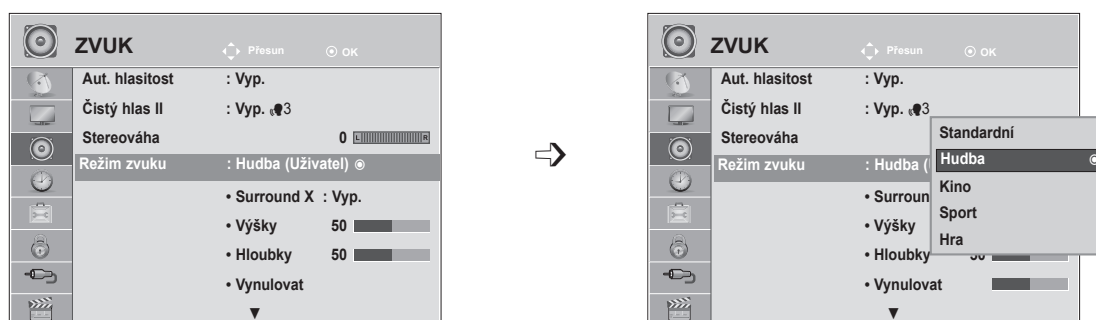 ZVUK
Přesun
OK
Aut. hlasitost : Vyp.
Čistý hlas II : Vyp. 3
Stereováha 0 L R
Režim zvuku : Hudba (Uživatel)
• Surround X : Vyp.
• Výšky 50
• Hloubky 50
• Vynulovat
ZVUK
Přesun
OK
Aut. hlasitost : Vyp.
Čistý hlas II : Vyp. 3
Stereováha
Režim zvuku : Hudba (
• Surroun
• Výšky
• Hloubky 50
• Vynulovat
Standardní
Hudba
Kino
Sport
Hra